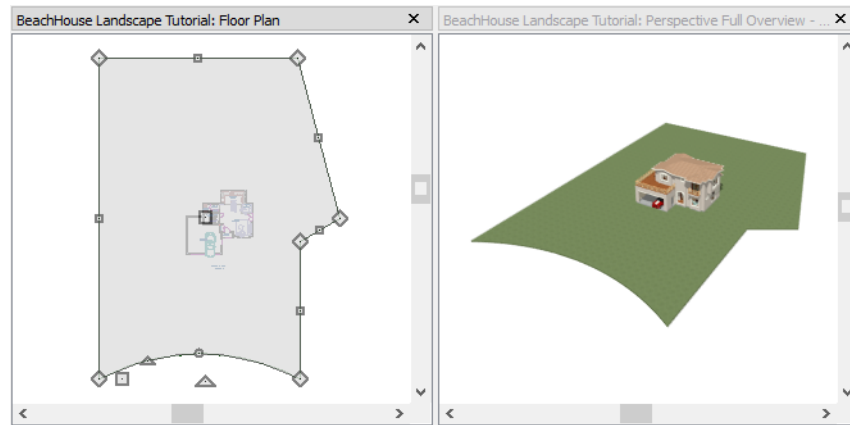 BeachHouse Landscape Tutorial: Floor Plan
BeachHouse Landscape Tutorial: Perspective Full Overview - ...